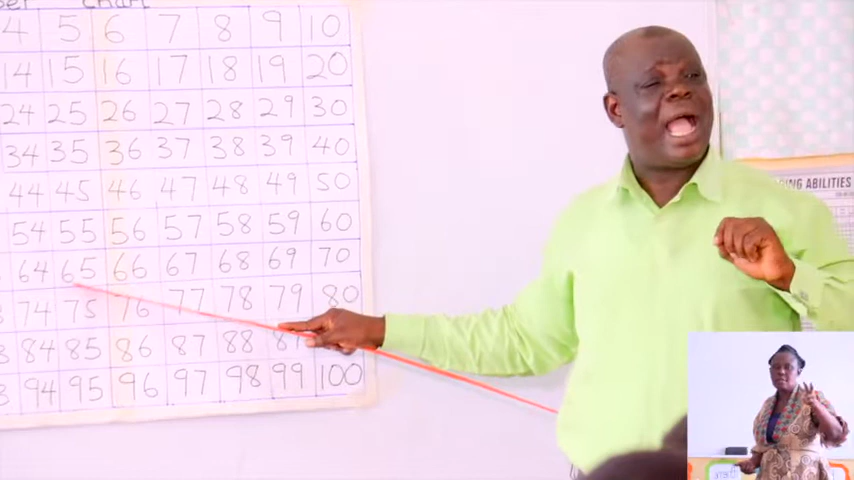 chart
4 5 6 7 8 9 10
14 15 16 17 18 19 20
24 25 26 27 28 29 30
34 35 36 37 38 39 40
44 45 46 47 48 49 50
54 55 56 57 58 59 60
64 65 66 67 68 69 70
74 75 76 77 78 79 80
84 85 86 87 88
94 95 96 97 98 99 100
ABILITIES